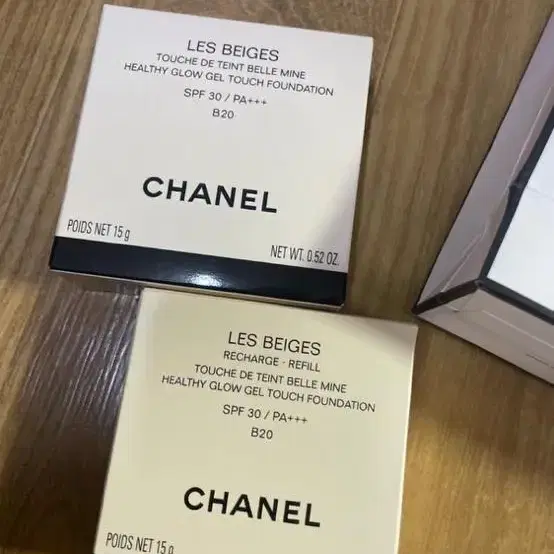 LES BEIGES
TOUCHE DE TEINT BELLE MINE
HEALTHY GLOW GEL TOUCH FOUNDATION
SPF 30 / PA+++
B20
CHANEL
POIDS NET 15 g
NET WT. 0.52 OZ.
LES BEIGES
RECHARGE - REFILL
TOUCHE DE TEINT BELLE MINE
HEALTHY GLOW GEL TOUCH FOUNDATION
SPF 30 / PA+++
B20
CHANEL
POIDS NET 15 g